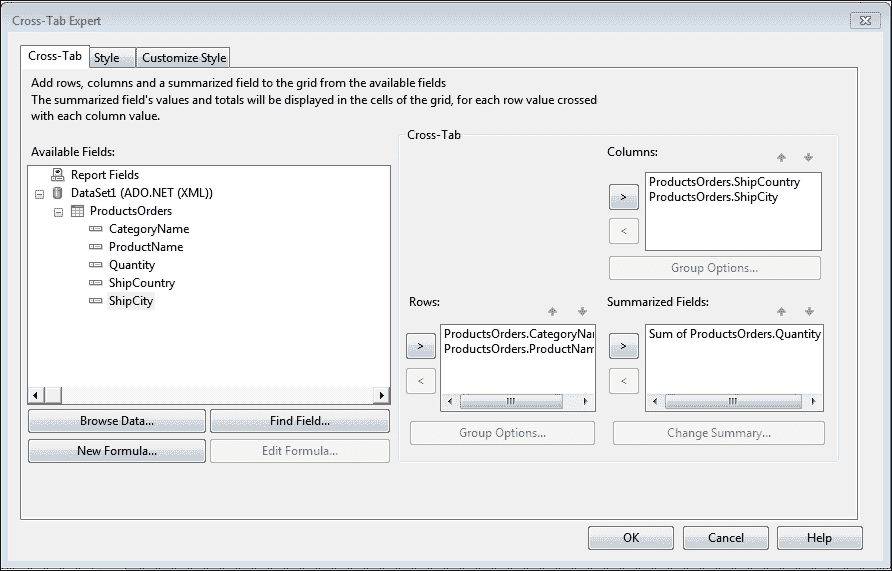 Cross-Tab Expert
Cross-Tab
Style
Customize Style
Add rows, columns and a summarized field to the grid from the available fields
The summarized field's values and totals will be displayed in the cells of the grid, for each row value crossed
with each column value.
Available Fields:
Report Fields
DataSet1 (ADO.NET (XML))
ProductsOrders
CategoryName
ProductName
Quantity
ShipCountry
ShipCity
Browse Data...
Find Field...
New Formula...
Edit Formula...
Cross-Tab
Columns:
>
ProductsOrders.ShipCountry
ProductsOrders.ShipCity
<
Group Options...
Rows:
>
ProductsOrders.CategoryNa
ProductsOrders.ProductNam
<
Group Options...
Summarized Fields:
>
Sum of ProductsOrders.Quantity
<
Change Summary...
OK
Cancel
Help